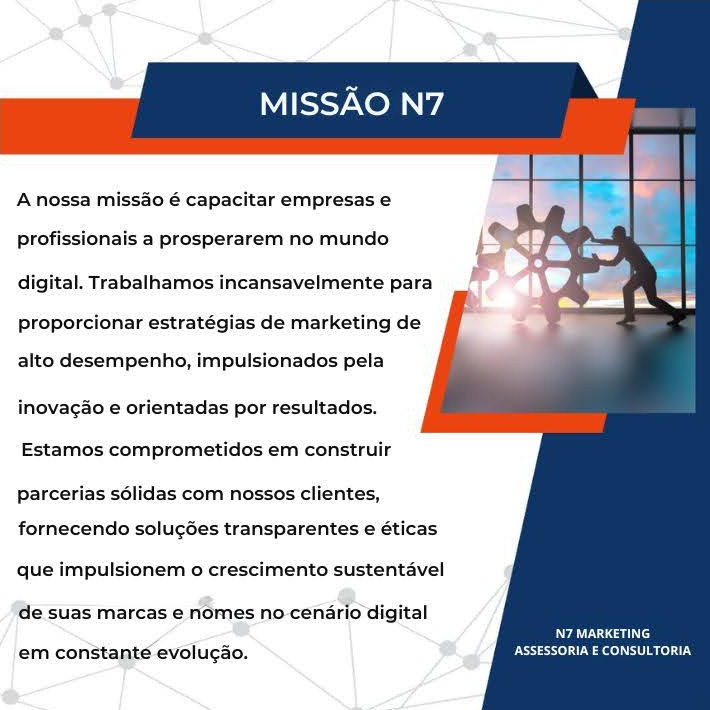 MISSÃO N7
A nossa missão é capacitar empresas e
profissionais a prosperarem no mundo
digital. Trabalhamos incansavelmente para
proporcionar estratégias de marketing de
alto desempenho, impulsionados pela
inovação e orientadas por resultados.
Estamos comprometidos em construir
parcerias sólidas com nossos clientes,
fornecendo soluções transparentes e éticas
que impulsionem o crescimento sustentável
de suas marcas e nomes no cenário digital
em constante evolução.
N7 MARKETING
ASSESSORIA E CONSULTORIA